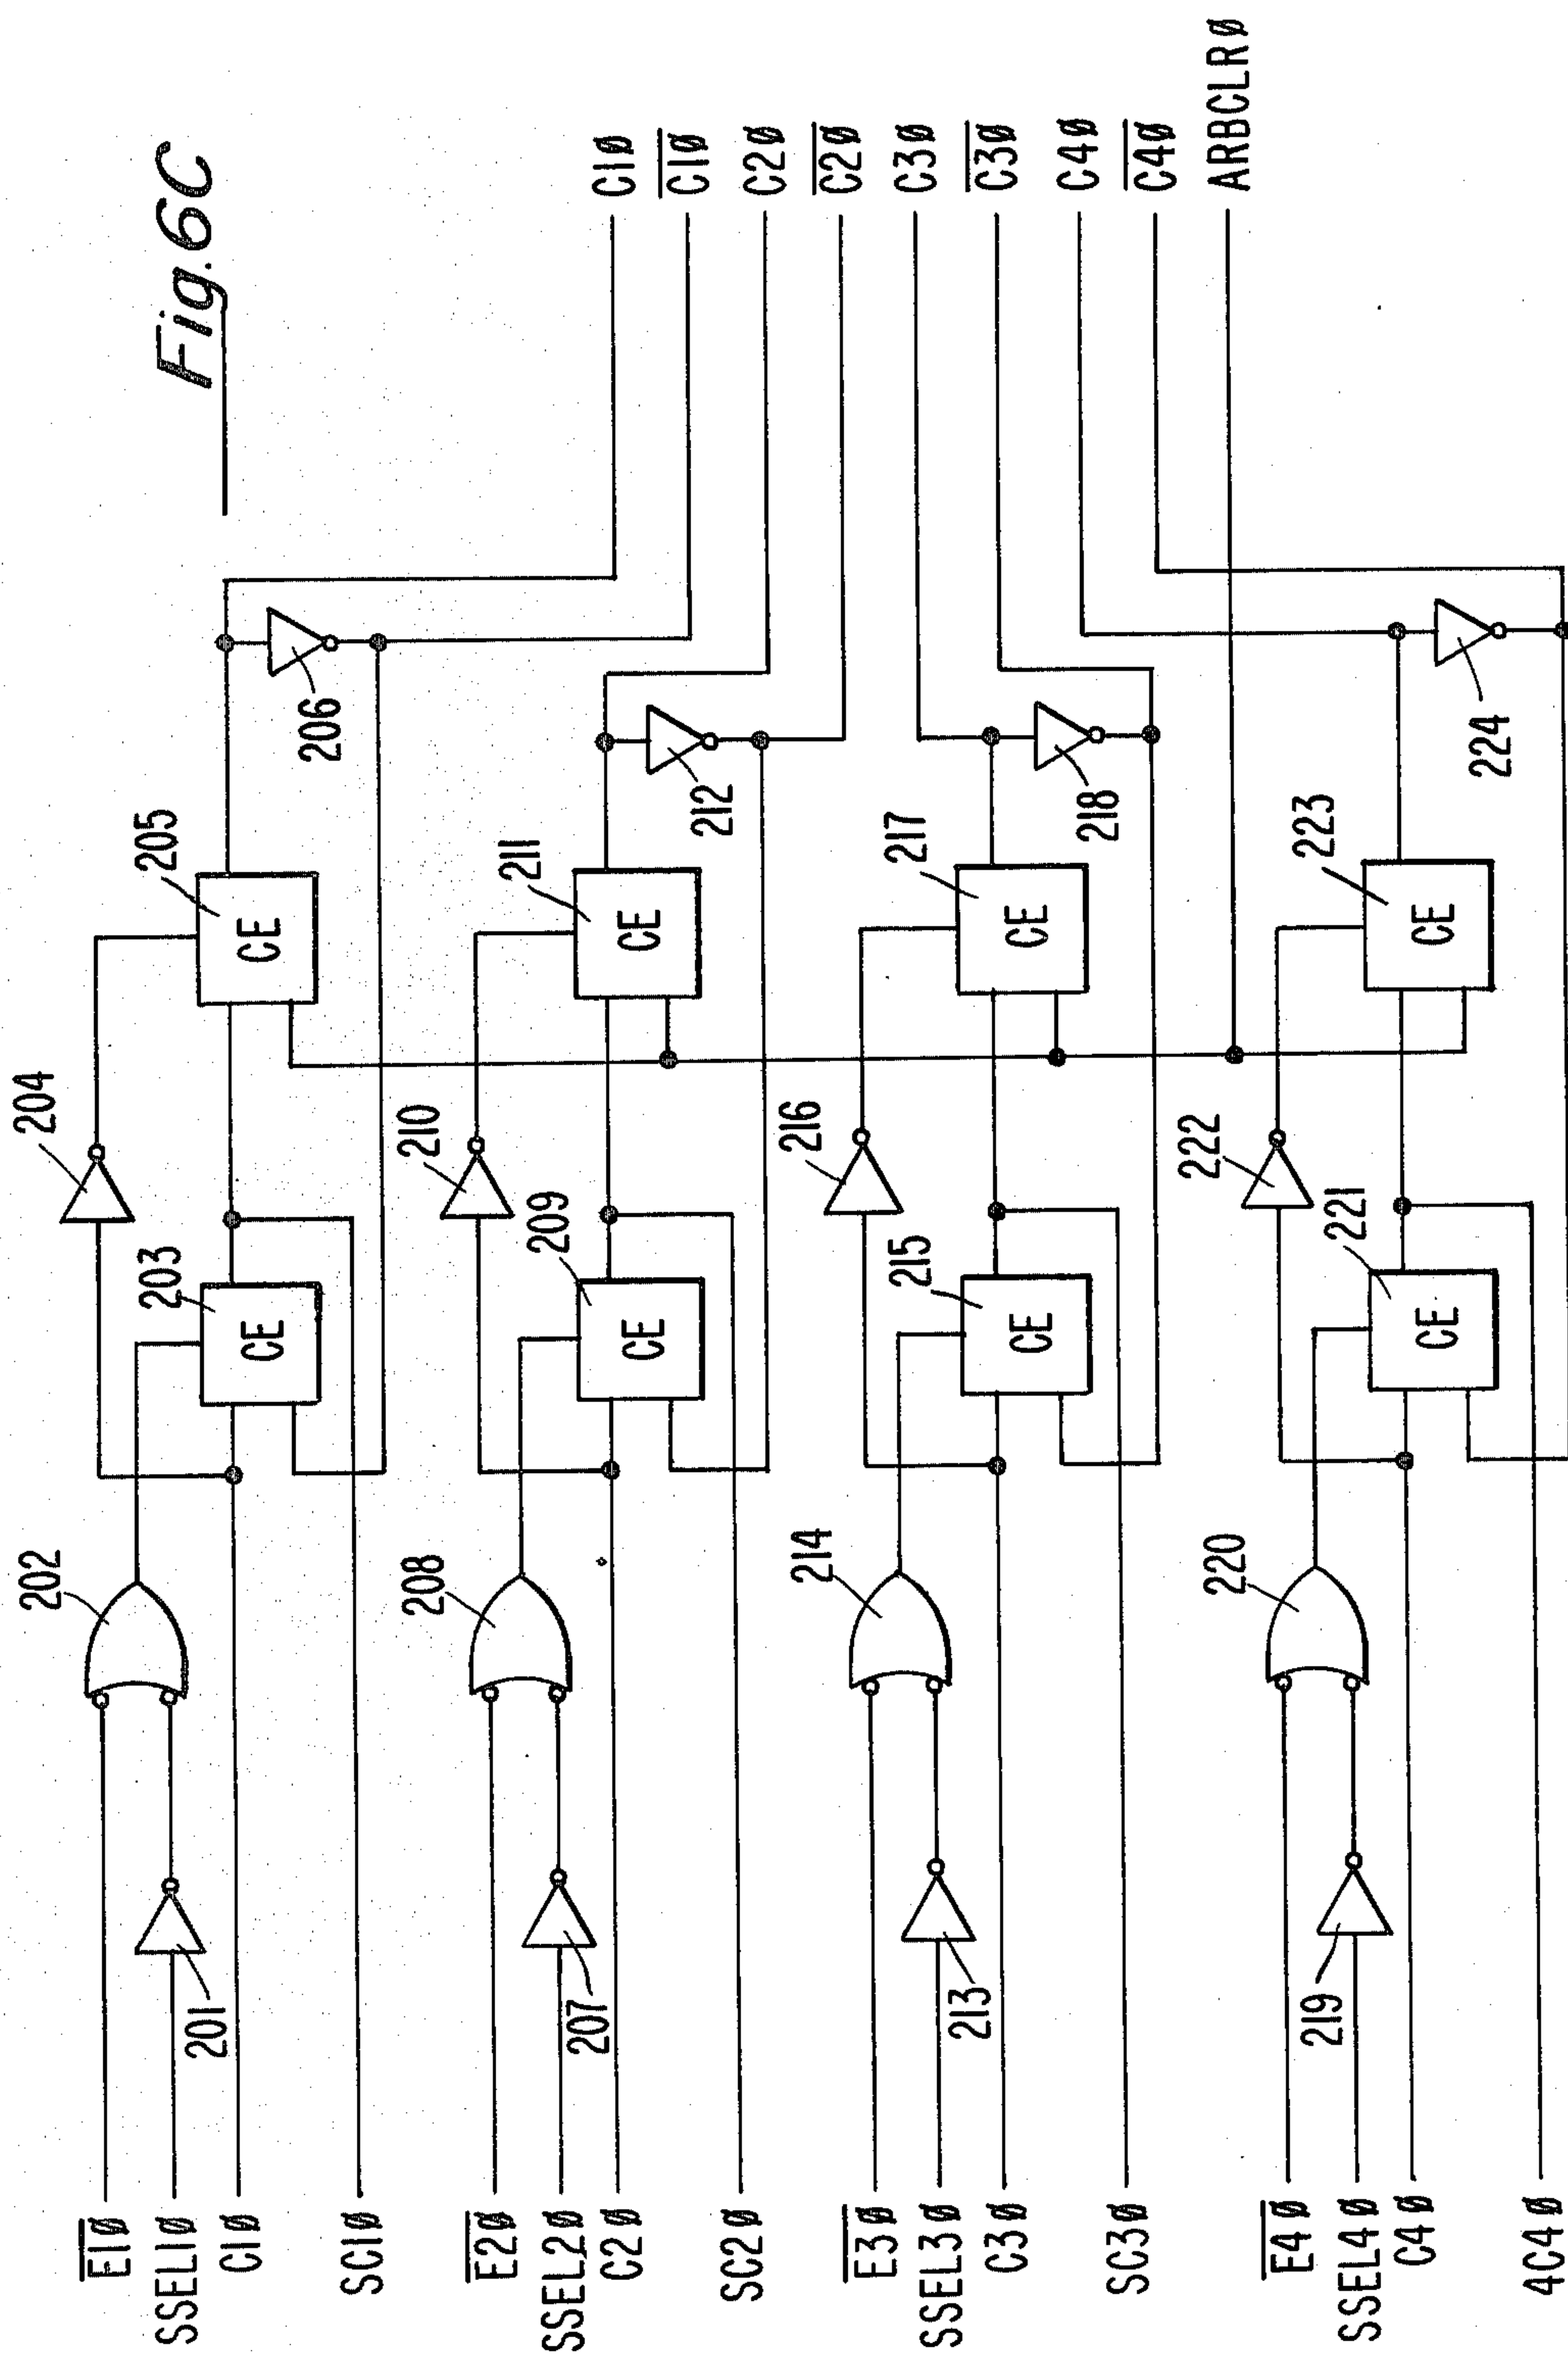 Fig. 6C
204
205
202
203
206
201
E1Ø
SSEL1Ø
C1Ø
SC1Ø
C1Ø
C1Ø
CE
CE
210
211
208
209
212
207
E2Ø
SSEL2Ø
C2Ø
SC2Ø
C2Ø
C2Ø
CE
CE
216
217
214
215
218
213
E3Ø
SSEL3Ø
C3Ø
SC3Ø
C3Ø
C3Ø
CE
CE
222
223
220
221
224
219
E4Ø
SSEL4Ø
C4Ø
4C4Ø
C4Ø
C4Ø
CE
CE
ARBCLRØ